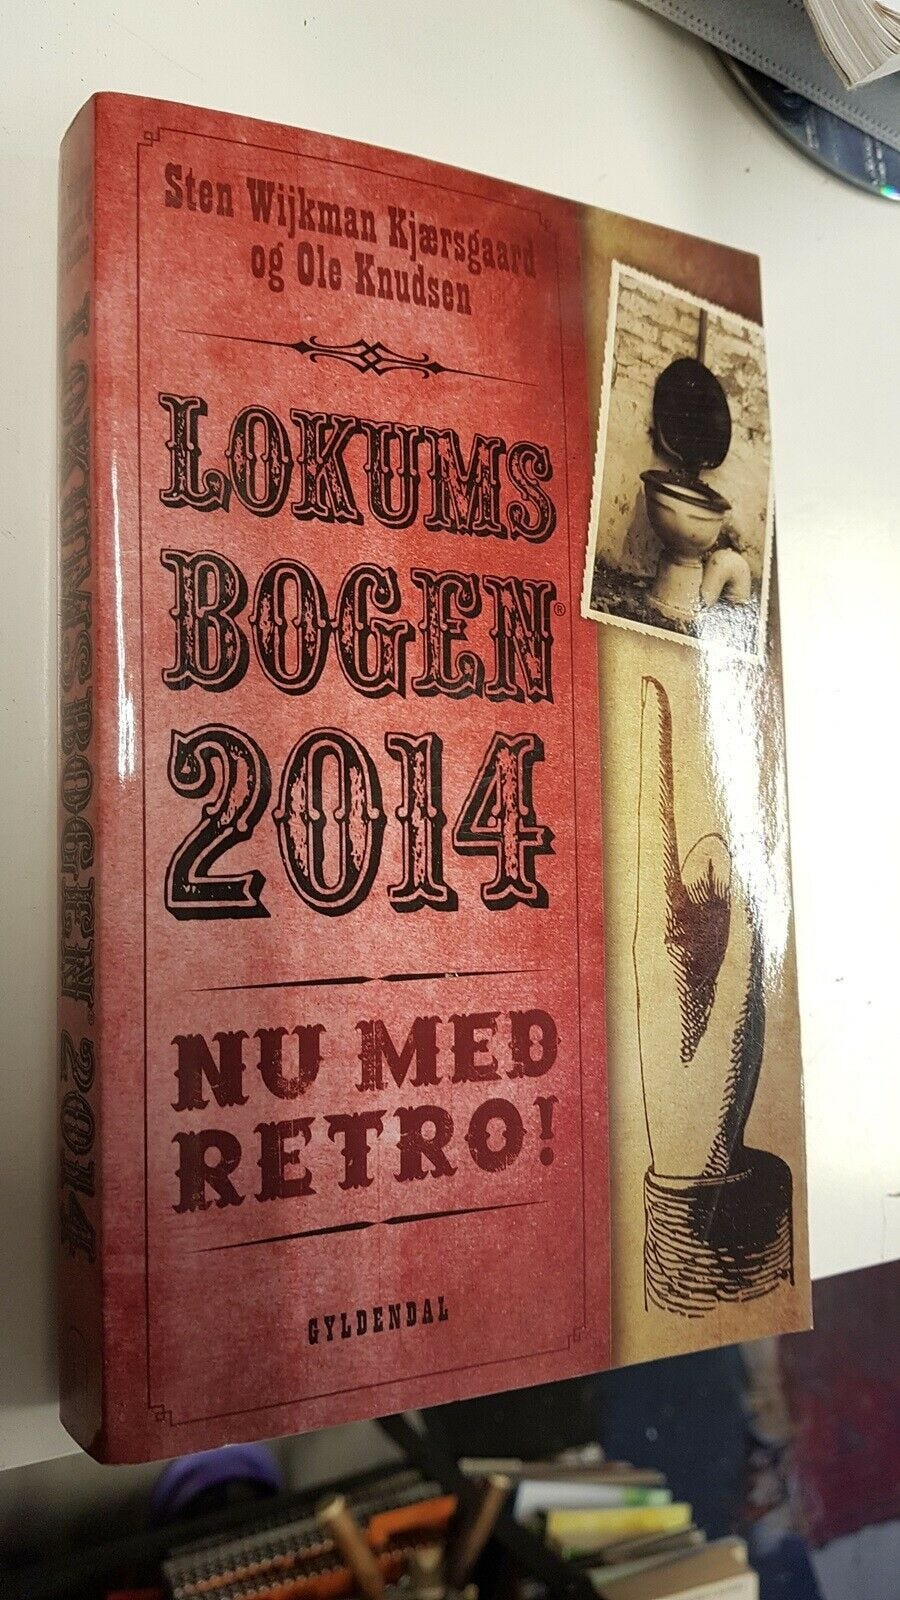 Sten Wijkman Kjærsgaard
og Ole Knudsen
LOKUMS
BOGEN®
2014
NU MED
RETRO!
GYLDENDAL
LOKUMSBOGEN 2014